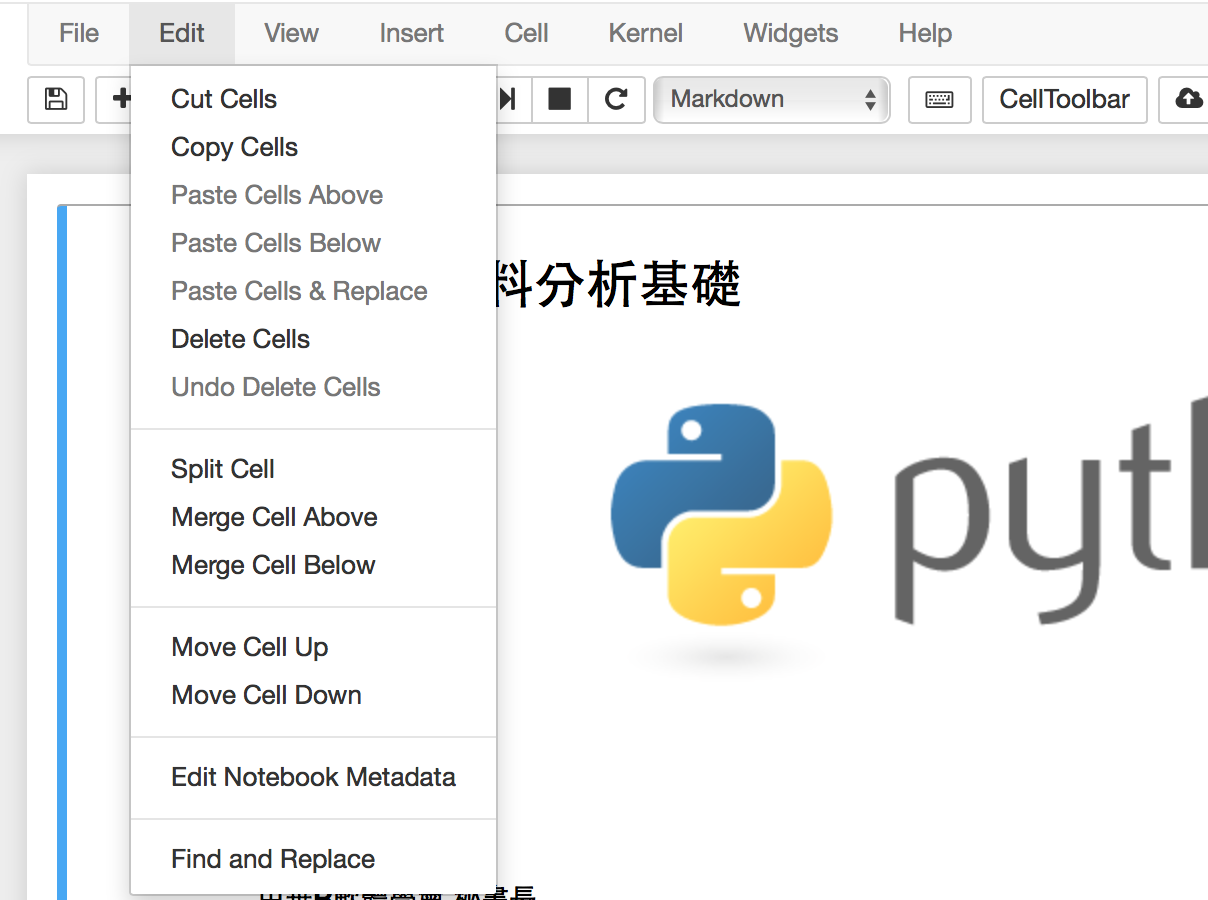 File Edit View Insert Cell Kernel Widgets Help
Markdown CellToolbar
Cut Cells
Copy Cells
Paste Cells Above
Paste Cells Below
Paste Cells & Replace
料分析基礎
Delete Cells
Undo Delete Cells
Split Cell
Merge Cell Above
Merge Cell Below
pyt
Move Cell Up
Move Cell Down
Edit Notebook Metadata
Find and Replace